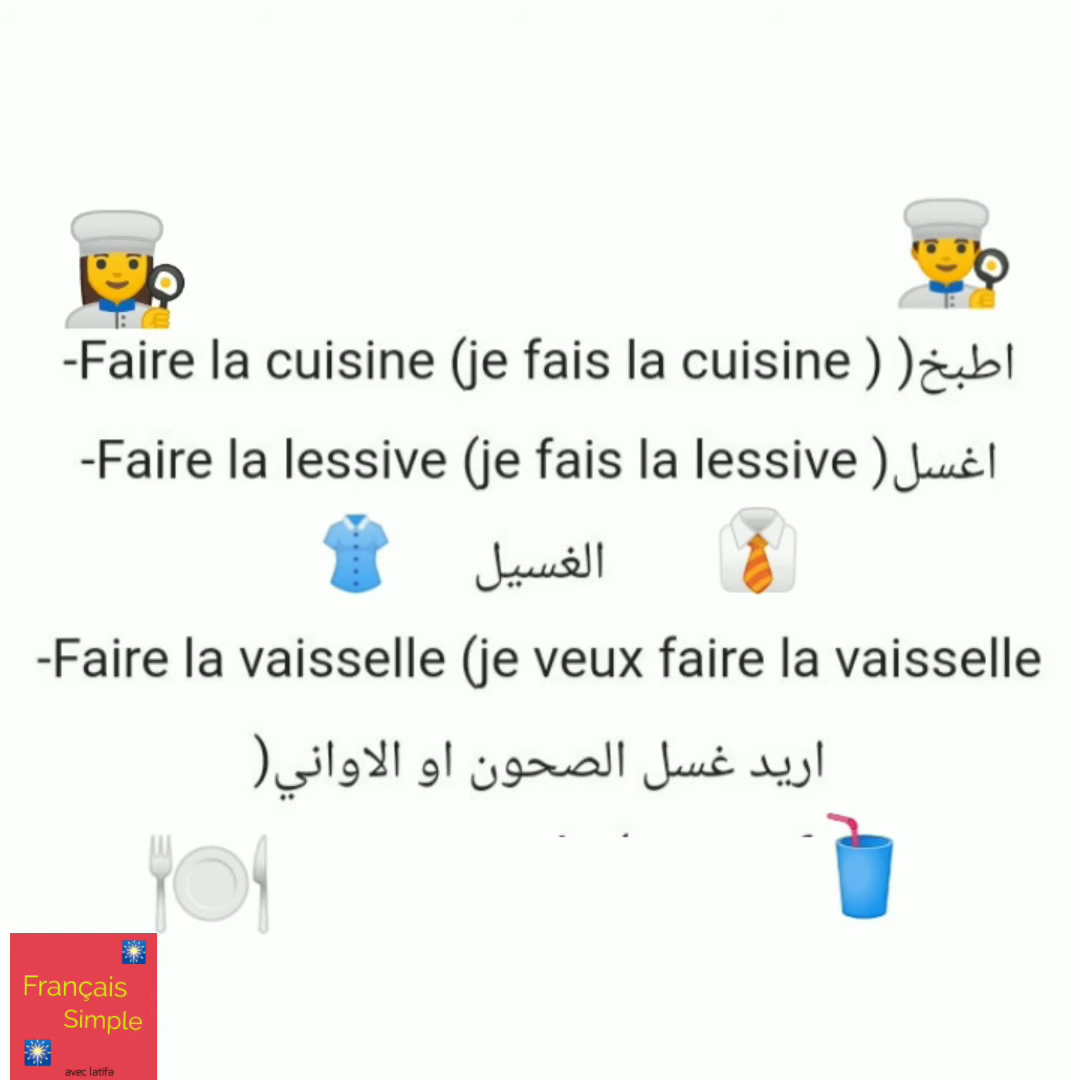 -Faire la cuisine (je fais la cuisine ) )اطبخ(
-Faire la lessive (je fais la lessive )اغسل(
الغسيل
-Faire la vaisselle (je veux faire la vaisselle
اريد غسل الصحون او الاواني(
Français
Simple
avec latifa